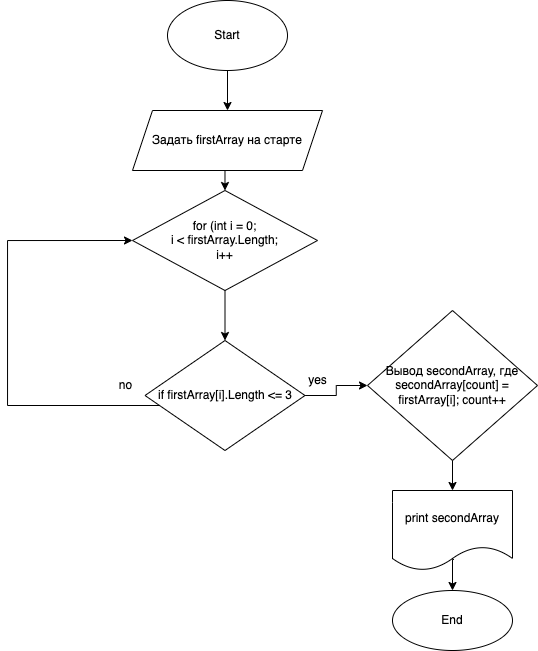 Start
Задать firstArray на старте
for (int i = 0;
i < firstArray.Length;
i++
no
if firstArray[i].Length <= 3
yes
Вывод secondArray, где
secondArray[count] =
firstArray[i]; count++
print secondArray
End